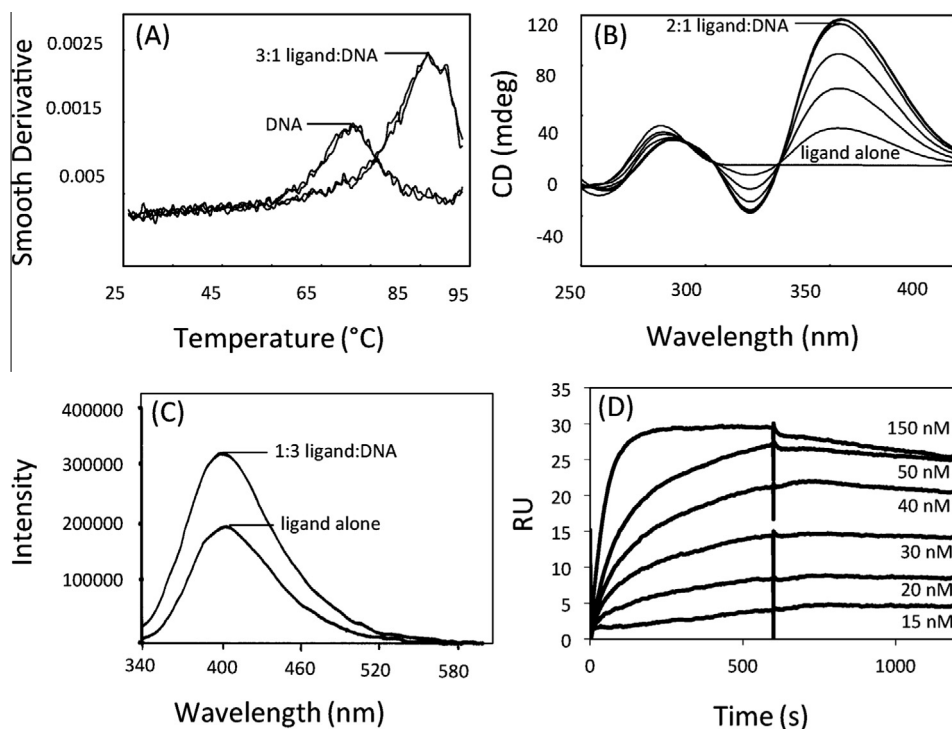 (A)
0.0025
0.0015
0.005
Smooth Derivative
3:1 ligand:DNA
DNA
25 45 65 85 95
Temperature (°C)
(B)
120
80
40
0
-40
CD (mdeg)
2:1 ligand:DNA
ligand alone
250 300 350 400
Wavelength (nm)
(C)
400000
300000
200000
100000
Intensity
1:3 ligand:DNA
ligand alone
340 400 460 520 580
Wavelength (nm)
(D)
35
30
25
20
15
10
5
0
RU
150 nM
50 nM
40 nM
30 nM
20 nM
15 nM
0 500 1000
Time (s)